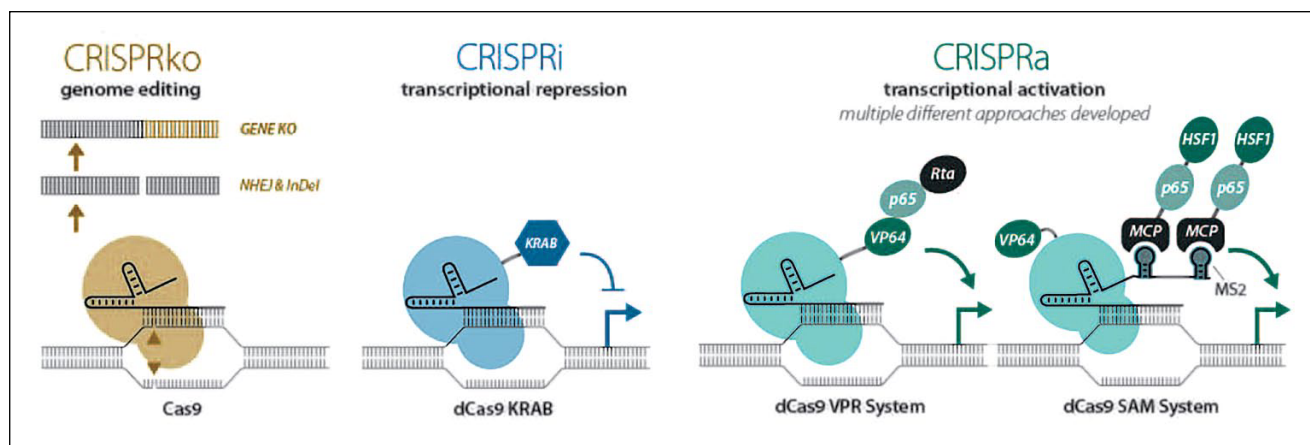 CRISPRko
genome editing
GENE KO
NHEJ & InDel
Cas9
CRISPRi
transcriptional repression
KRAB
dCas9 KRAB
CRISPRa
transcriptional activation
multiple different approaches developed
Rta
p65
VP64
dCas9 VPR System
HSF1
HSF1
p65
p65
MCP
MCP
VP64
MS2
dCas9 SAM System